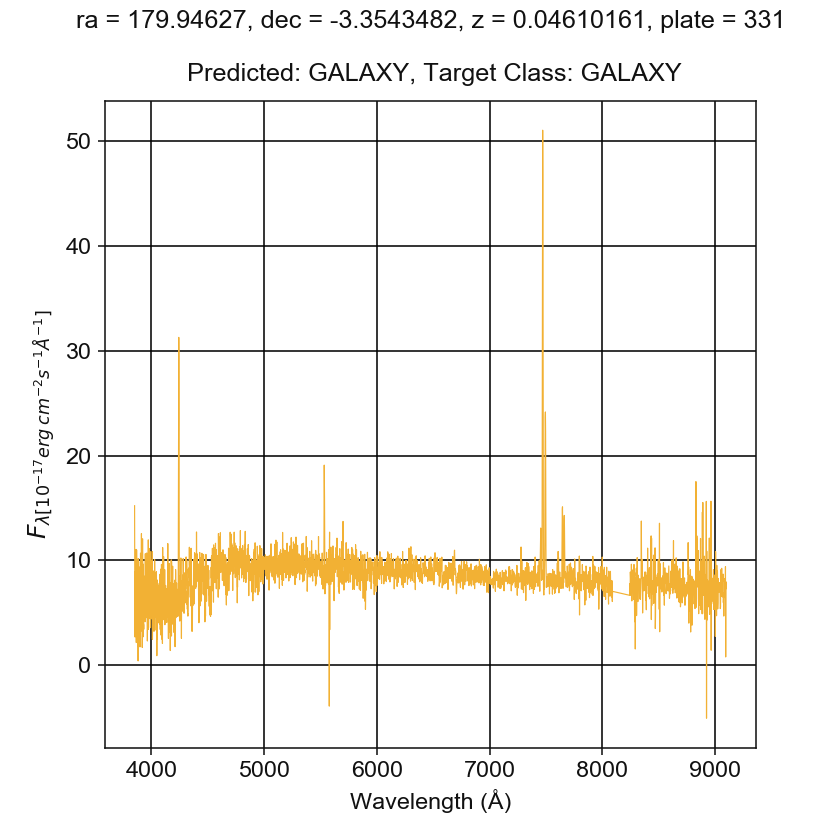 ra = 179.94627, dec = -3.3543482, z = 0.04610161, plate = 331
Predicted: GALAXY, Target Class: GALAXY
50
40
30
20
10
0
F_{λ[10^{−17} erg cm^{−2} s^{−1} Å^{−1}]}
4000 5000 6000 7000 8000 9000
Wavelength (Å)